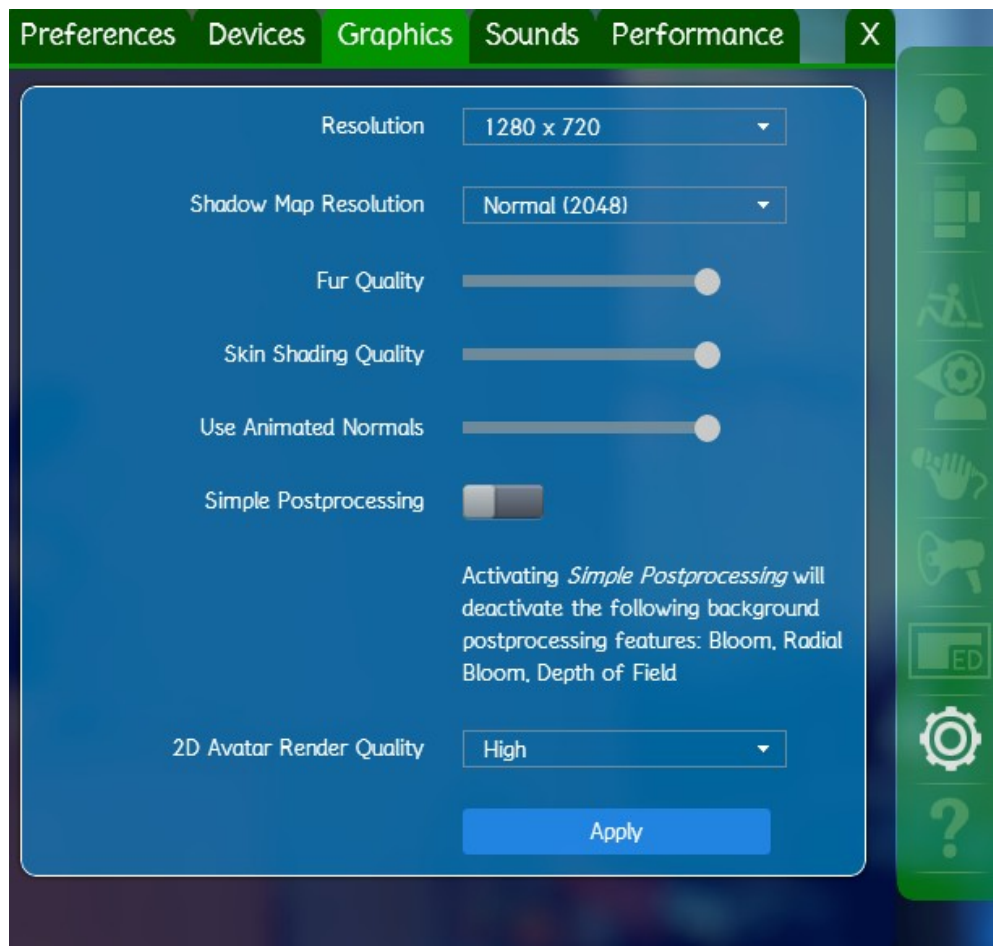 Preferences Devices Graphics Sounds Performance X
Resolution 1280 x 720
Shadow Map Resolution Normal (2048)
Fur Quality
Skin Shading Quality
Use Animated Normals
Simple Postprocessing
Activating Simple Postprocessing will
deactivate the following background
postprocessing features: Bloom, Radial
Bloom, Depth of Field
ED
2D Avatar Render Quality High
Apply
?